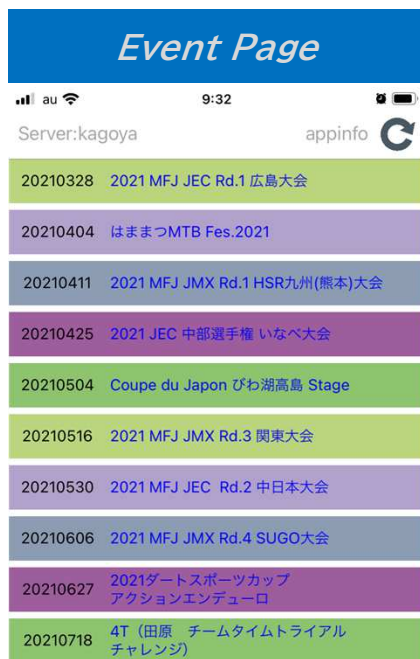 Event Page
au 9:32
Server:kagoya appinfo
20210328 2021 MFJ JEC Rd.1 広島大会
20210404 はままつMTB Fes.2021
20210411 2021 MFJ JMX Rd.1 HSR九州(熊本)大会
20210425 2021 JEC 中部選手権 いなべ大会
20210504 Coupe du Japon びわ湖高島 Stage
20210516 2021 MFJ JMX Rd.3 関東大会
20210530 2021 MFJ JEC  Rd.2 中日本大会
20210606 2021 MFJ JMX Rd.4 SUGO大会
20210627 2021ダートスポーツカップ
アクションエンデューロ
20210718 4T（田原　チームタイムトライアル
チャレンジ）